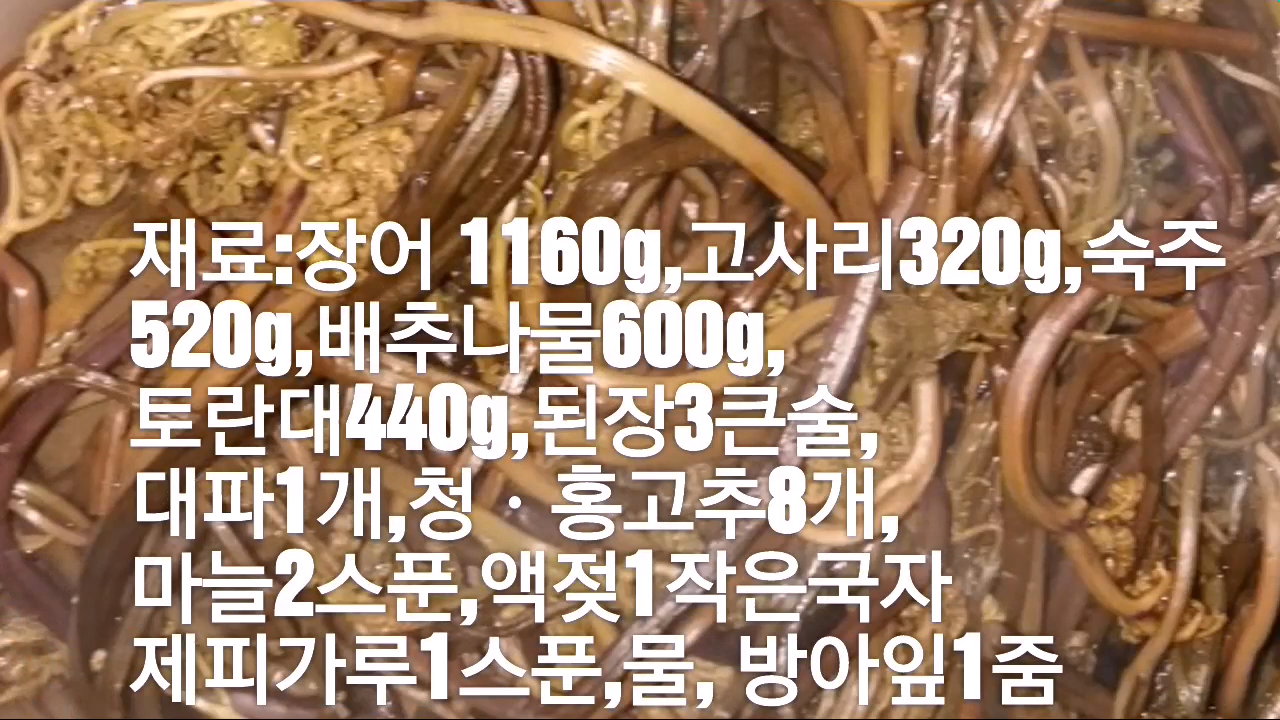 재료:장어 1160g,고사리320g,숙주
520g,배추나물600g,
토란대440g,된장3큰술,
대파1개,청·홍고추8개,
마늘2스푼,액젓1작은국자
제피가루1스푼,물, 방아잎1줌